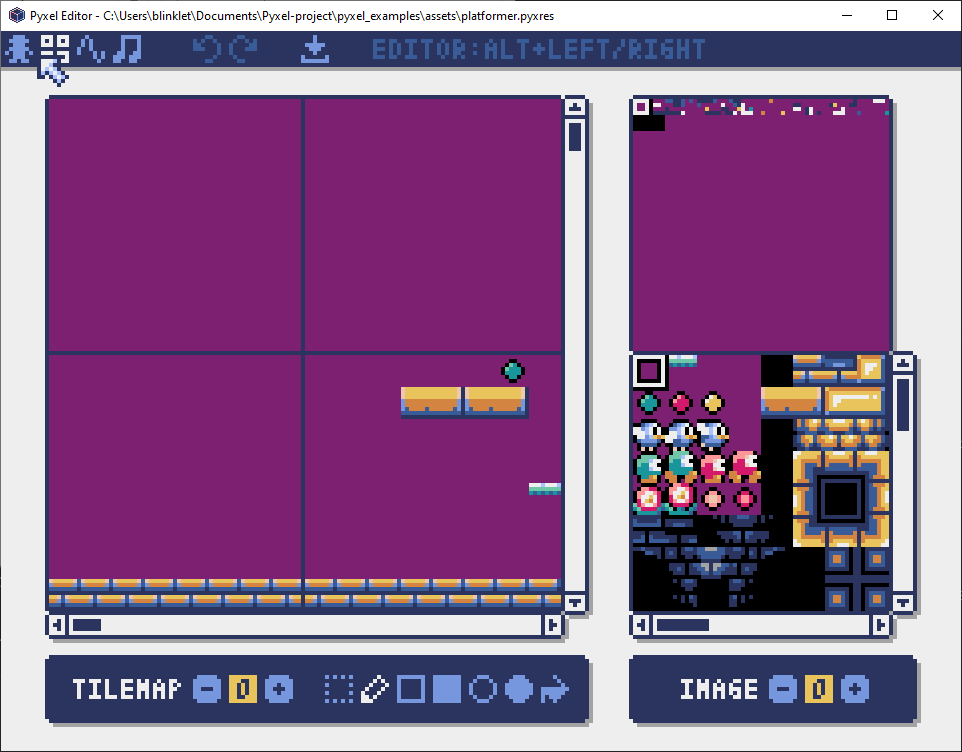 Pyxel Editor - C:\Users\blinklet\Documents\Pyxel-project\pyxel_examples\assets\platformer.pyxres
EDITOR:ALT+LEFT/RIGHT
TILEMAP 0
IMAGE 0